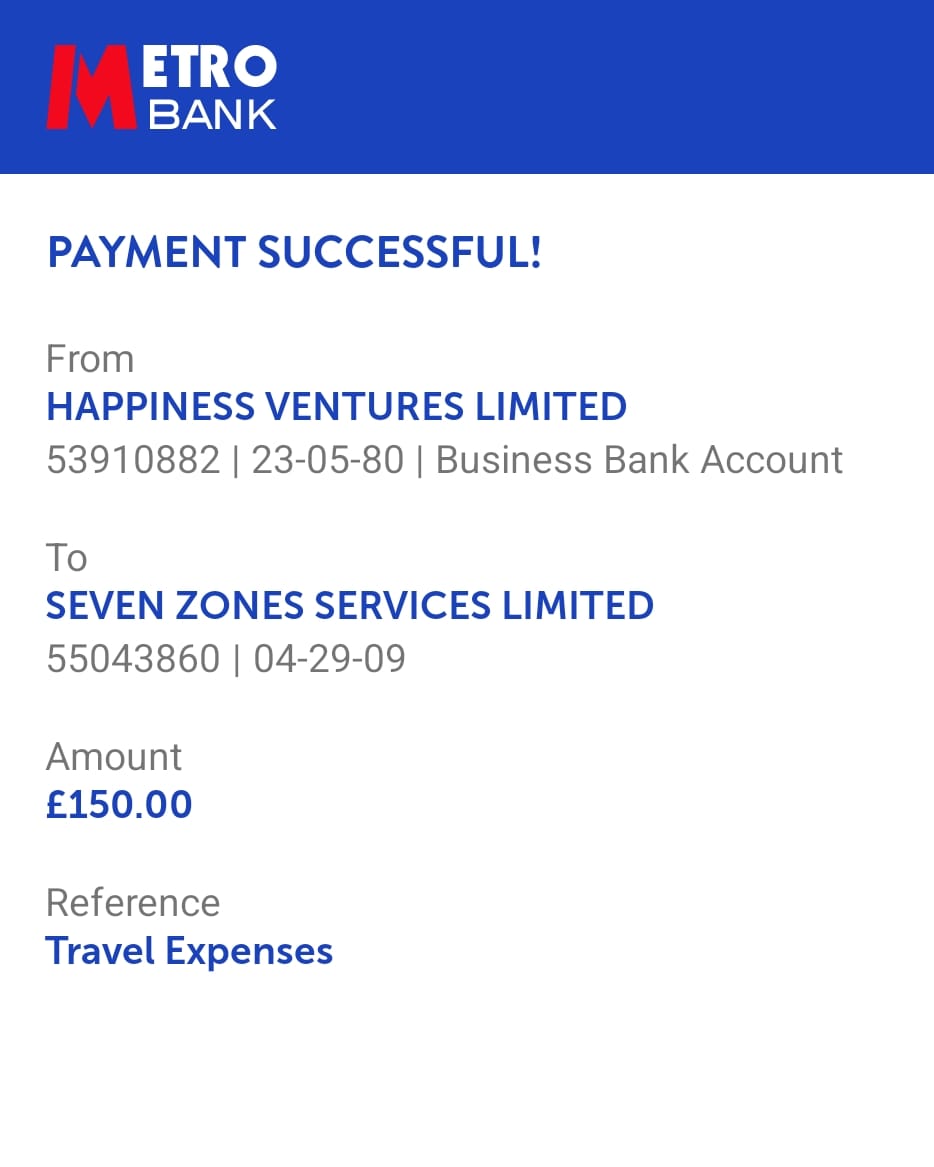 METRO
BANK
PAYMENT SUCCESSFUL!
From
HAPPINESS VENTURES LIMITED
53910882 | 23-05-80 | Business Bank Account
To
SEVEN ZONES SERVICES LIMITED
55043860 | 04-29-09
Amount
£150.00
Reference
Travel Expenses